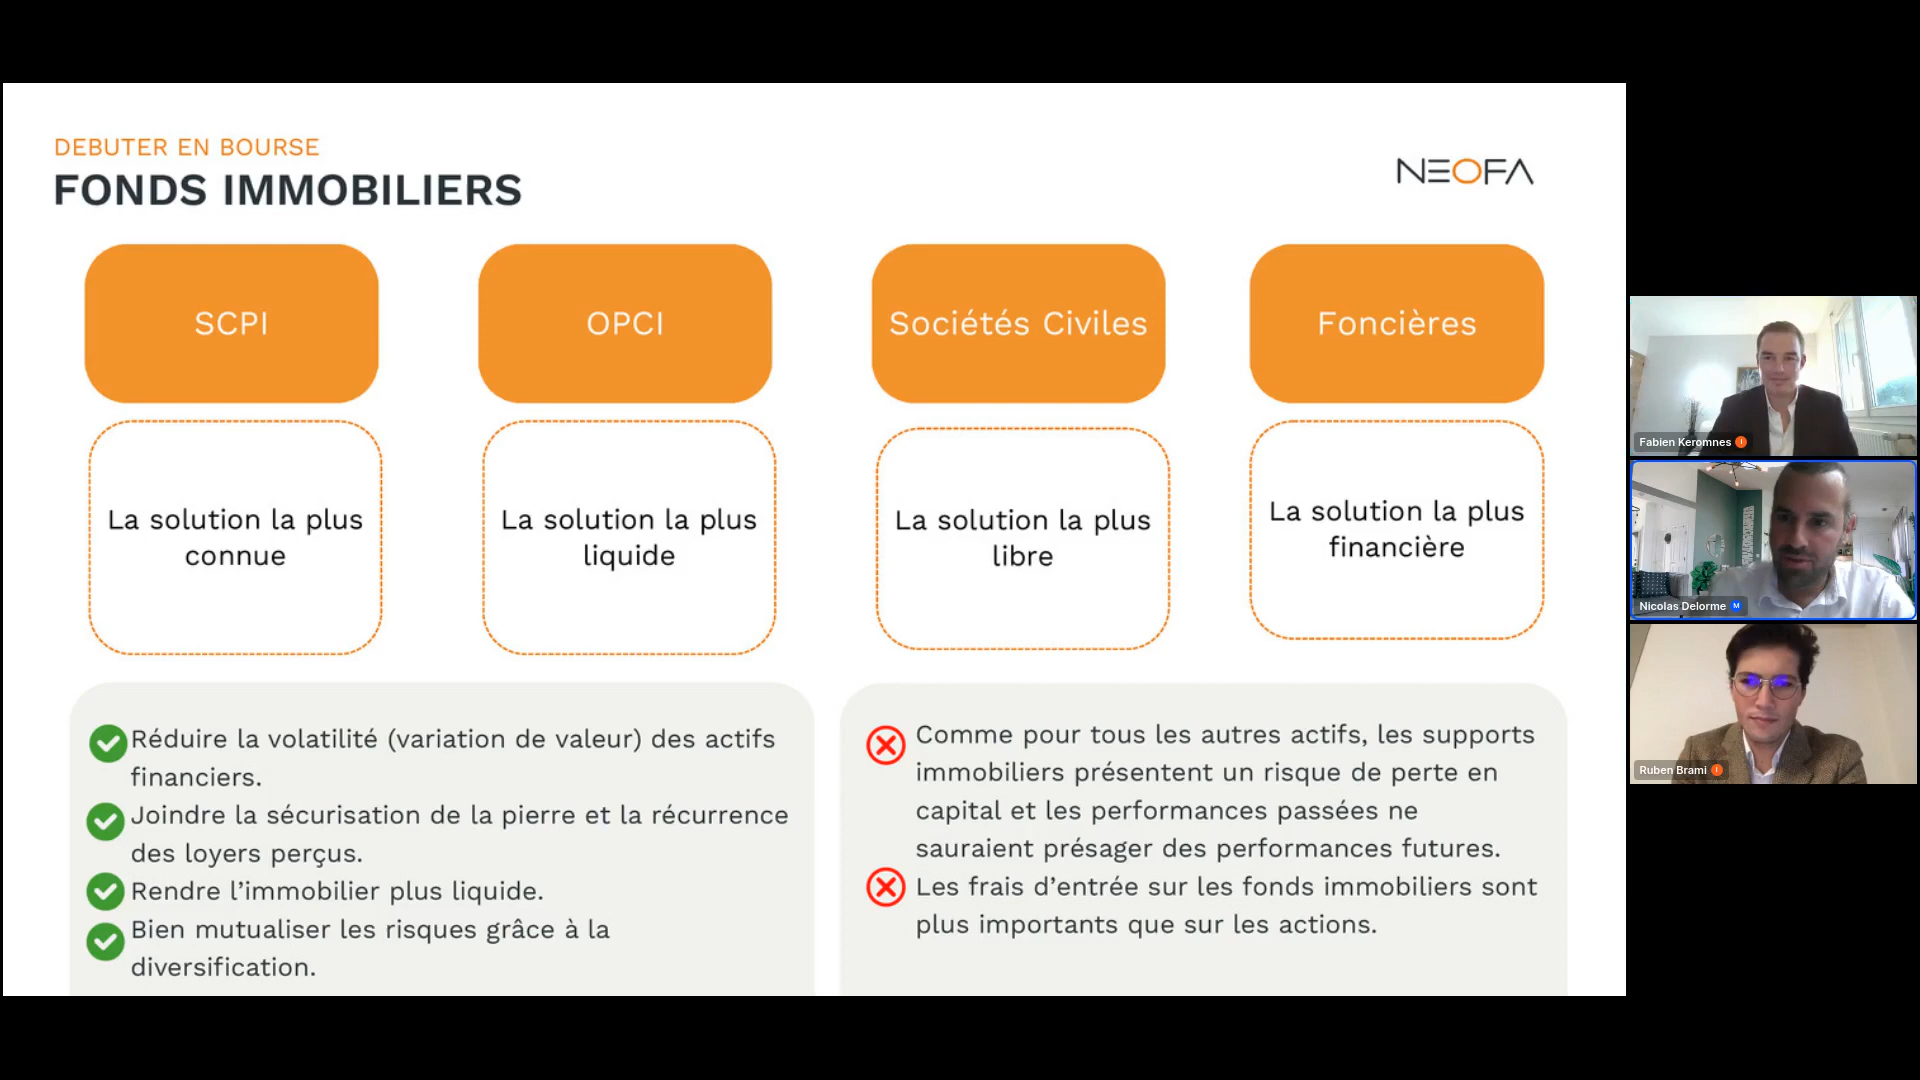 DEBUTER EN BOURSE
FONDS IMMOBILIERS
NEOFA
SCPI
OPCI
Sociétés Civiles
Foncières
La solution la plus
connue
La solution la plus
liquide
La solution la plus
libre
La solution la plus
financière
Réduire la volatilité (variation de valeur) des actifs
financiers.
Joindre la sécurisation de la pierre et la récurrence
des loyers perçus.
Rendre l’immobilier plus liquide.
Bien mutualiser les risques grâce à la
diversification.
Comme pour tous les autres actifs, les supports
immobiliers présentent un risque de perte en
capital et les performances passées ne
sauraient présager des performances futures.
Les frais d’entrée sur les fonds immobiliers sont
plus importants que sur les actions.
Fabien Keromnes I
Nicolas Delorme M
Ruben Brami I